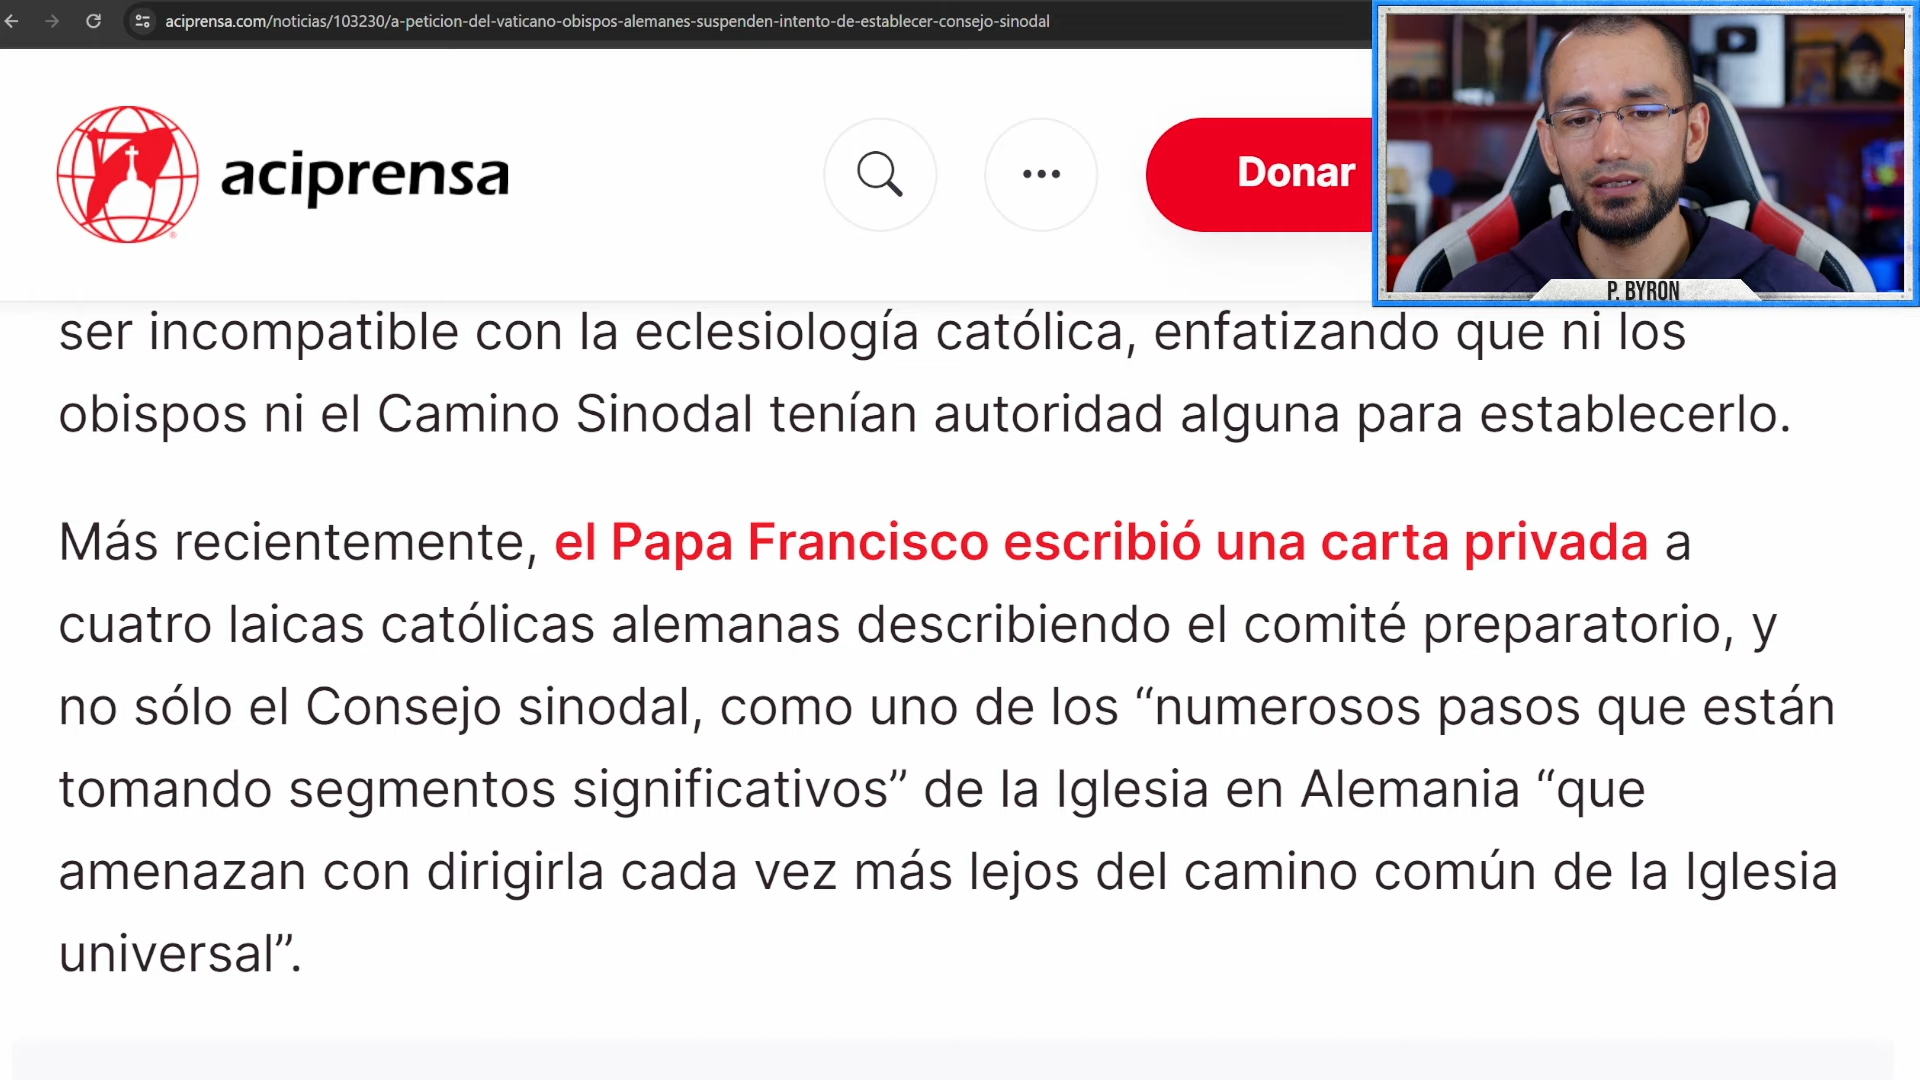 aciprensa.com/noticias/103230/a-peticion-del-vaticano-obispos-alemanes-suspenden-intento-de-establecer-consejo-sinodal
aciprensa
Donar
P. BYRON
ser incompatible con la eclesiología católica, enfatizando que ni los
obispos ni el Camino Sinodal tenían autoridad alguna para establecerlo.
Más recientemente, el Papa Francisco escribió una carta privada a
cuatro laicas católicas alemanas describiendo el comité preparatorio, y
no sólo el Consejo sinodal, como uno de los “numerosos pasos que están
tomando segmentos significativos” de la Iglesia en Alemania “que
amenazan con dirigirla cada vez más lejos del camino común de la Iglesia
universal”.